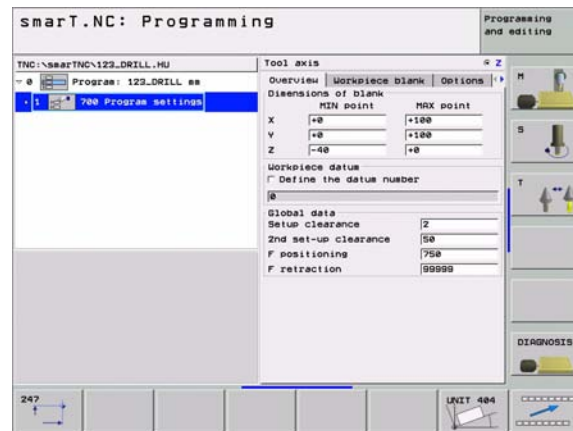 smarT.NC: Programming
Programming and editing
TNC:\smarTNC\123_DRILL.HU
0 Program: 123_DRILL mm
1 700 Program settings
Tool axis Z
Overview Workpiece blank Options
Dimensions of blank
MIN point MAX point
X +0 +100
Y +0 +100
Z -40 +0
Workpiece datum
Define the datum number
0
Global data
Setup clearance 2
2nd set-up clearance 50
F positioning 750
F retraction 99999
M
S
T
DIAGNOSIS
247
UNIT 404